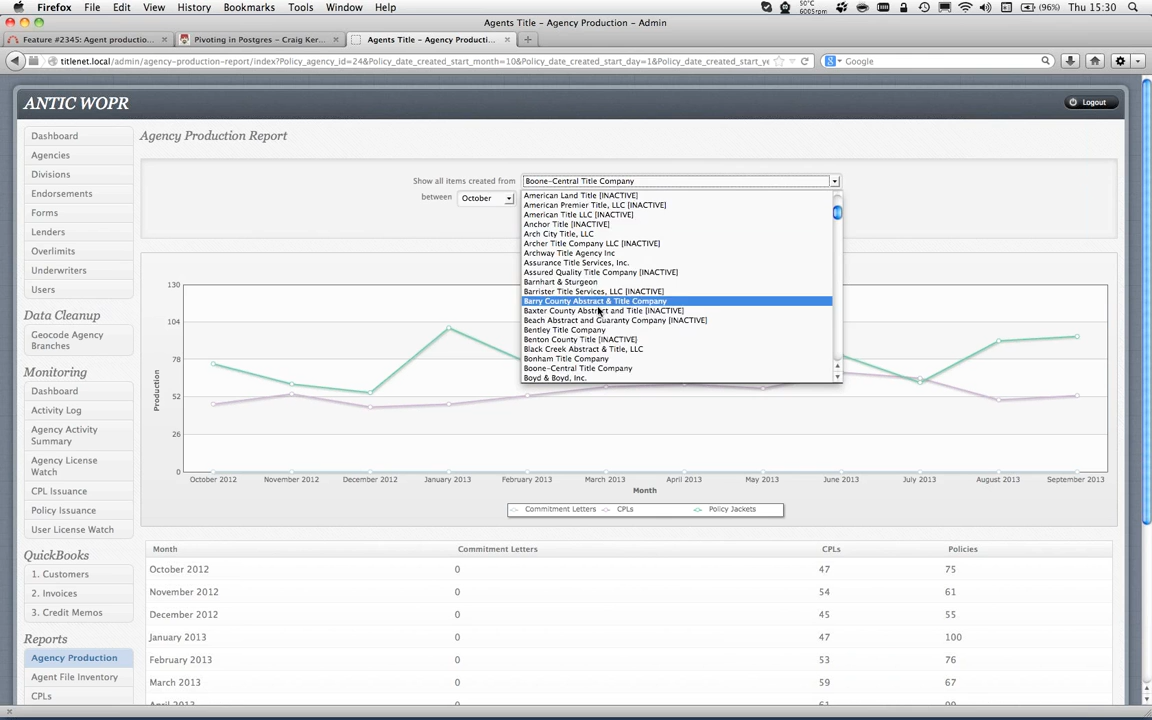 Firefox File Edit View History Bookmarks Tools Window Help 50°C 6005rpm (96%) Thu 15:30
Agents Title – Agency Production – Admin
Feature #2345: Agent productio... Pivoting in Postgres – Craig Ker... Agents Title – Agency Producti...
titlenet.local/admin/agency-production-report/index?Policy_agency_id=24&Policy_date_created_start_month=10&Policy_date_created_start_day=1&Policy_date_created_start_ye Google
ANTIC WOPR Logout
Dashboard
Agencies
Divisions
Endorsements
Forms
Lenders
Overlimits
Underwriters
Users
Data Cleanup
Geocode Agency
Branches
Monitoring
Dashboard
Activity Log
Agency Activity
Summary
Agency License
Watch
CPL Issuance
Policy Issuance
User License Watch
QuickBooks
1. Customers
2. Invoices
3. Credit Memos
Reports
Agency Production
Agent File Inventory
CPLs
Agency Production Report
Show all items created from Boone-Central Title Company
between October
American Land Title [INACTIVE]
American Premier Title, LLC [INACTIVE]
American Title LLC [INACTIVE]
Anchor Title [INACTIVE]
Arch City Title, LLC
Archer Title Company LLC [INACTIVE]
Archway Title Agency Inc
Assurance Title Services, Inc.
Assured Quality Title Company [INACTIVE]
Barnhart & Sturgeon
Barrister Title Services, LLC [INACTIVE]
Barry County Abstract & Title Company
Baxter County Abstract and Title [INACTIVE]
Beach Abstract and Guaranty Company [INACTIVE]
Bentley Title Company
Benton County Title [INACTIVE]
Black Creek Abstract & Title, LLC
Bonham Title Company
Boone-Central Title Company
Boyd & Boyd, Inc.
130
104
78
52
26
0
Production
October 2012 November 2012 December 2012 January 2013 February 2013 March 2013 April 2013 May 2013 June 2013 July 2013 August 2013 September 2013
Month
Commitment Letters CPLs Policy Jackets
Month Commitment Letters CPLs Policies
October 2012 0 47 75
November 2012 0 54 61
December 2012 0 45 55
January 2013 0 47 100
February 2013 0 53 76
March 2013 0 59 67